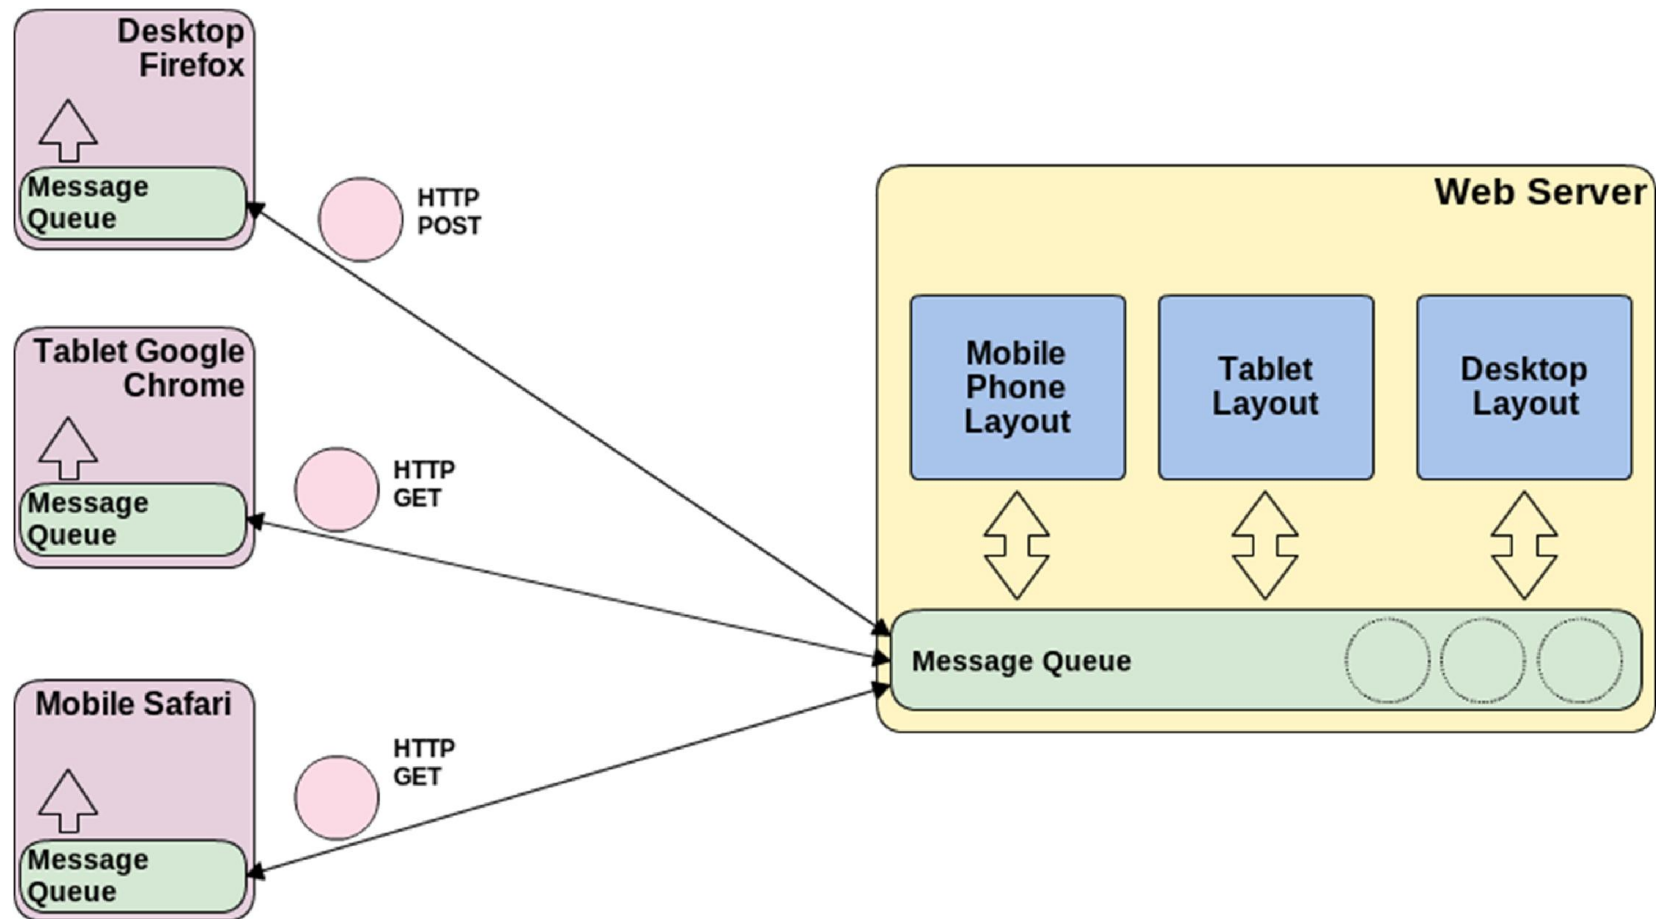 Desktop
Firefox
Message
Queue
HTTP
POST
Tablet Google
Chrome
Message
Queue
HTTP
GET
Mobile Safari
Message
Queue
HTTP
GET
Web Server
Mobile
Phone
Layout
Tablet
Layout
Desktop
Layout
Message Queue